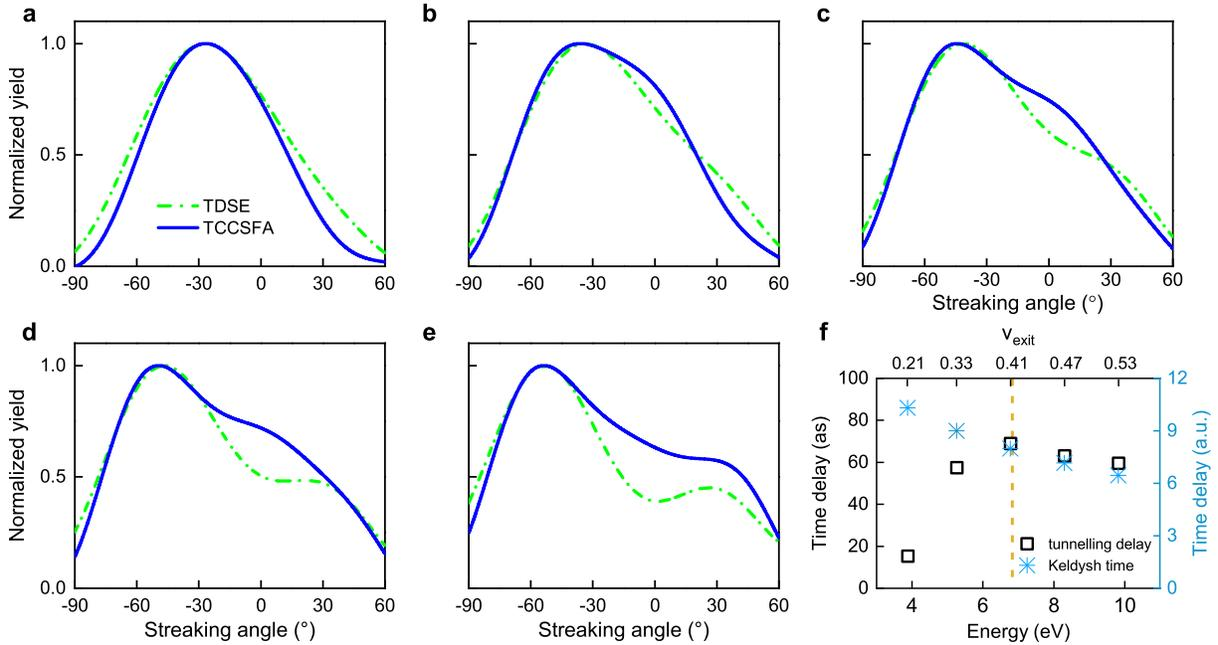 a
b
c
Normalized yield
1.0
0.5
0.0
TDSE
TCCSFA
-90 -60 -30 0 30 60
-90 -60 -30 0 30 60
-90 -60 -30 0 30 60
Streaking angle (°)
d
e
f
Normalized yield
1.0
0.5
0.0
-90 -60 -30 0 30 60
Streaking angle (°)
-90 -60 -30 0 30 60
Streaking angle (°)
v_exit
0.21 0.33 0.41 0.47 0.53
Time delay (as)
100
80
60
40
20
0
12
9
6
3
0
Time delay (a.u.)
tunnelling delay
Keldysh time
4 6 8 10
Energy (eV)